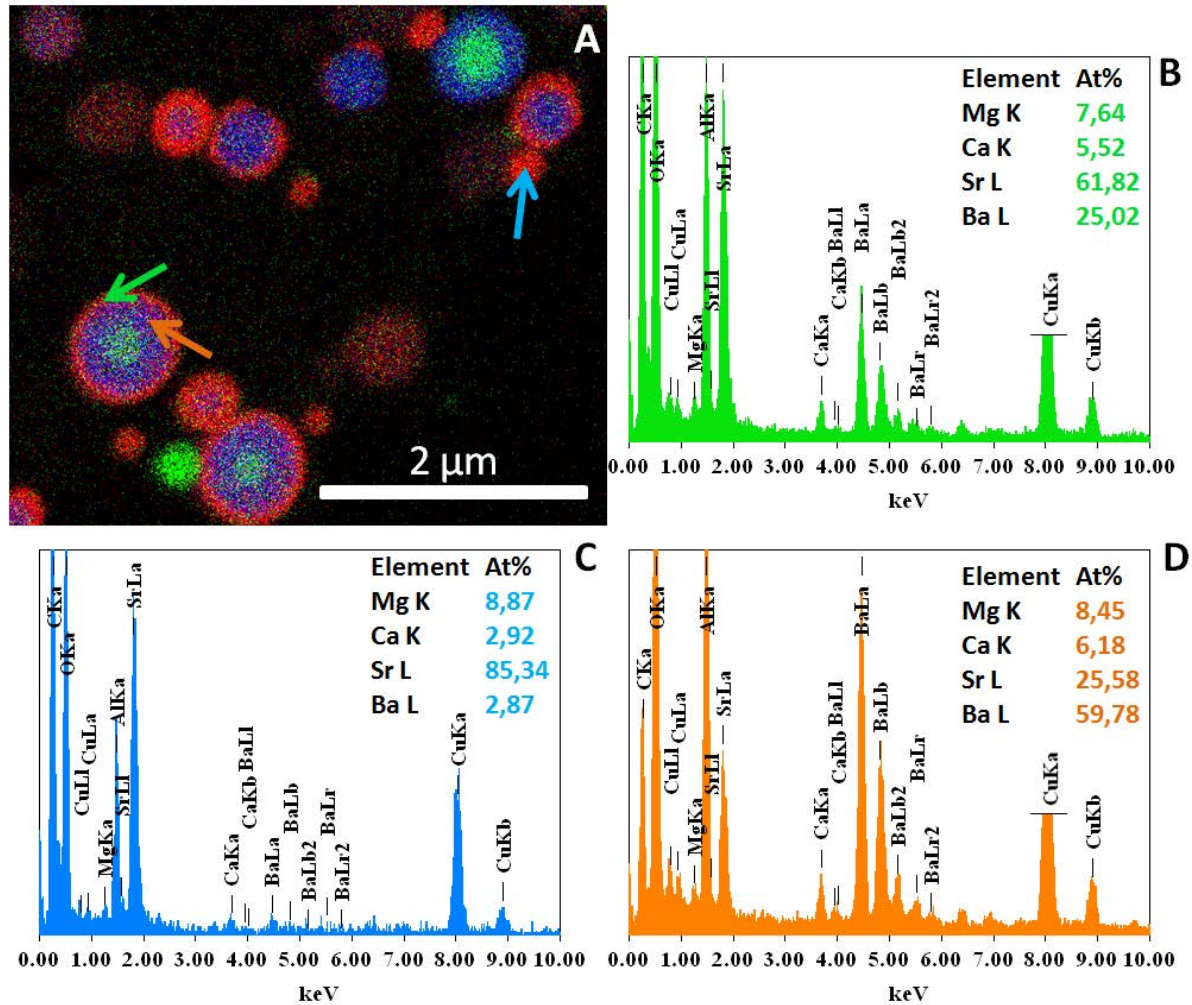 A
2 μm
B
Element At%
Mg K 7,64
Ca K 5,52
Sr L 61,82
Ba L 25,02
CKa
OKa
CuLl
CuLa
MgKa
AlKa
SrLl
SrLa
CaKa
CaKb
BaLl
BaLa
BaLb
BaLb2
BaLr
BaLr2
CuKa
CuKb
0.00 1.00 2.00 3.00 4.00 5.00 6.00 7.00 8.00 9.00 10.00
keV
C
Element At%
Mg K 8,87
Ca K 2,92
Sr L 85,34
Ba L 2,87
CKa
OKa
CuLl
CuLa
MgKa
AlKa
SrLl
SrLa
CaKa
CaKb
BaLl
BaLa
BaLb
BaLb2
BaLr
BaLr2
CuKa
CuKb
0.00 1.00 2.00 3.00 4.00 5.00 6.00 7.00 8.00 9.00 10.00
keV
D
Element At%
Mg K 8,45
Ca K 6,18
Sr L 25,58
Ba L 59,78
CKa
OKa
CuLl
CuLa
MgKa
AlKa
SrLl
SrLa
CaKa
CaKb
BaLl
BaLa
BaLb
BaLb2
BaLr
BaLr2
CuKa
CuKb
0.00 1.00 2.00 3.00 4.00 5.00 6.00 7.00 8.00 9.00 10.00
keV